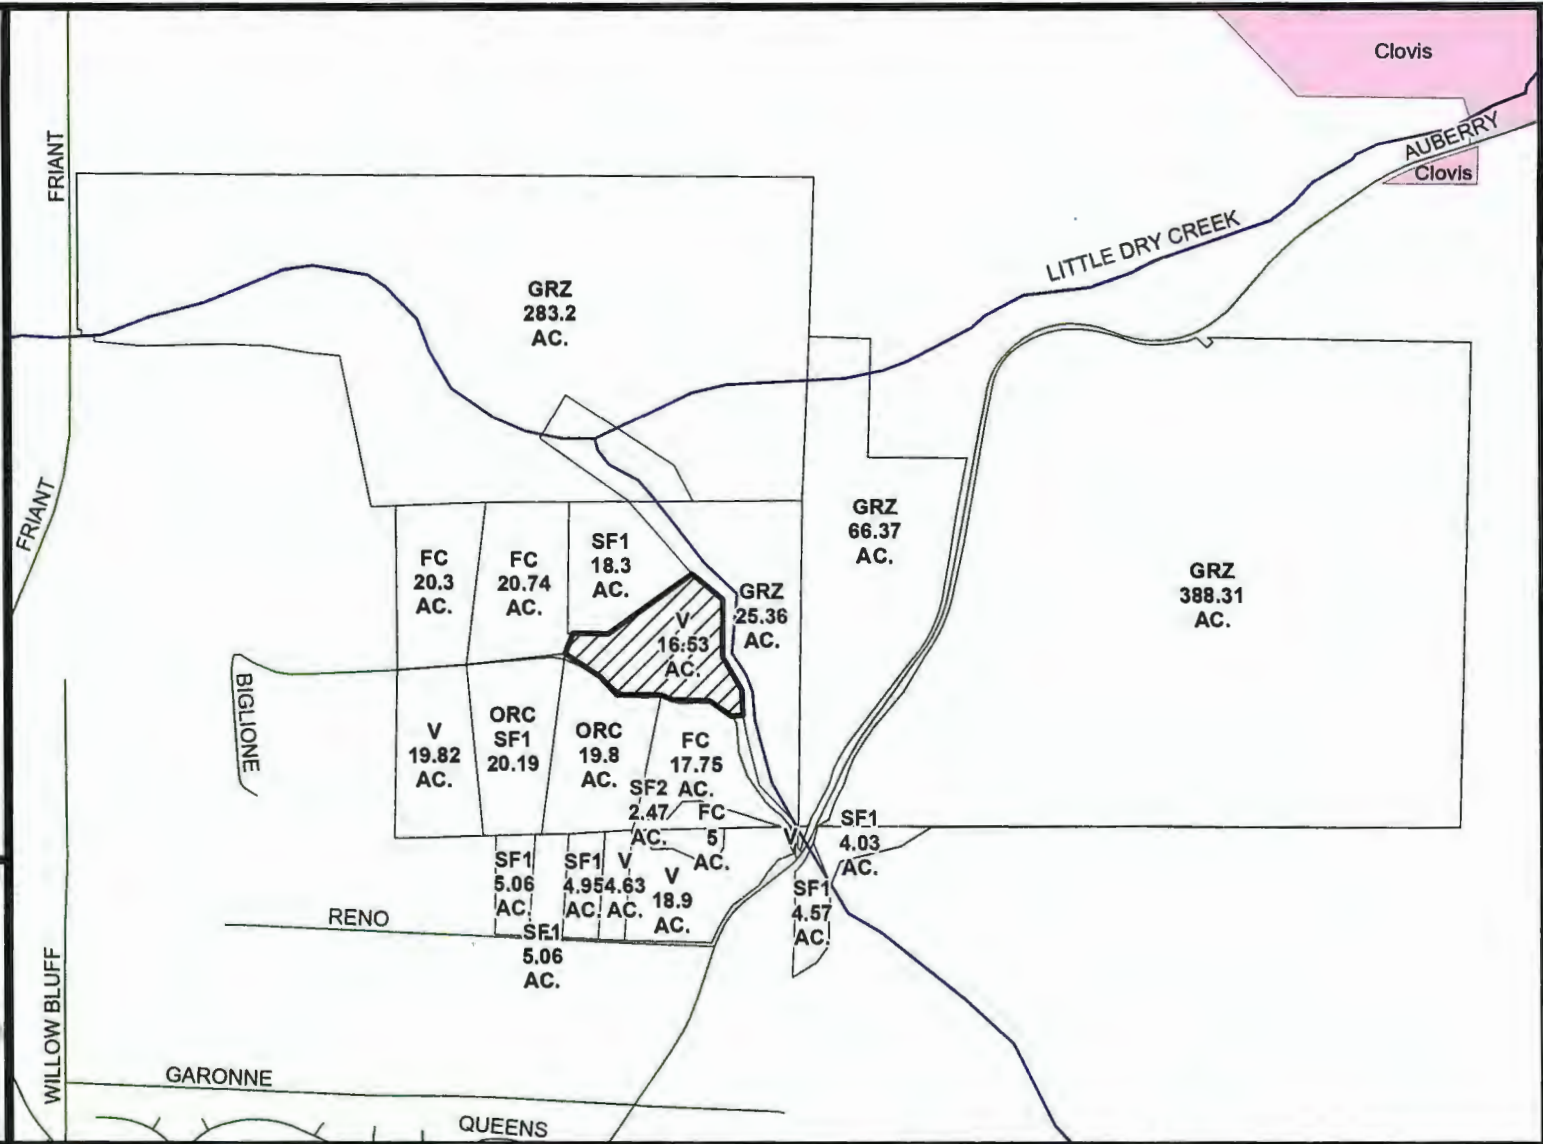 Clovis
FRIANT
AUBERRY
Clovis
LITTLE DRY CREEK
GRZ
283.2
AC.
FRIANT
GRZ
66.37
AC.
FC
20.3
AC.
FC
20.74
AC.
SF1
18.3
AC.
GRZ
388.31
AC.
GRZ
25.36
AC.
V
16.53
AC.
BIGLIONE
V
19.82
AC.
ORC
SF1
20.19
ORC
19.8
AC.
FC
17.75
AC.
SF2
2.47
AC.
FC
5
AC.
V
SF1
4.03
AC.
SF1
5.06
AC.
SF1
4.95
AC.
V
4.63
AC.
V
18.9
AC.
SF1
4.57
AC.
RENO
SF1
5.06
AC.
WILLOW BLUFF
GARONNE
QUEENS